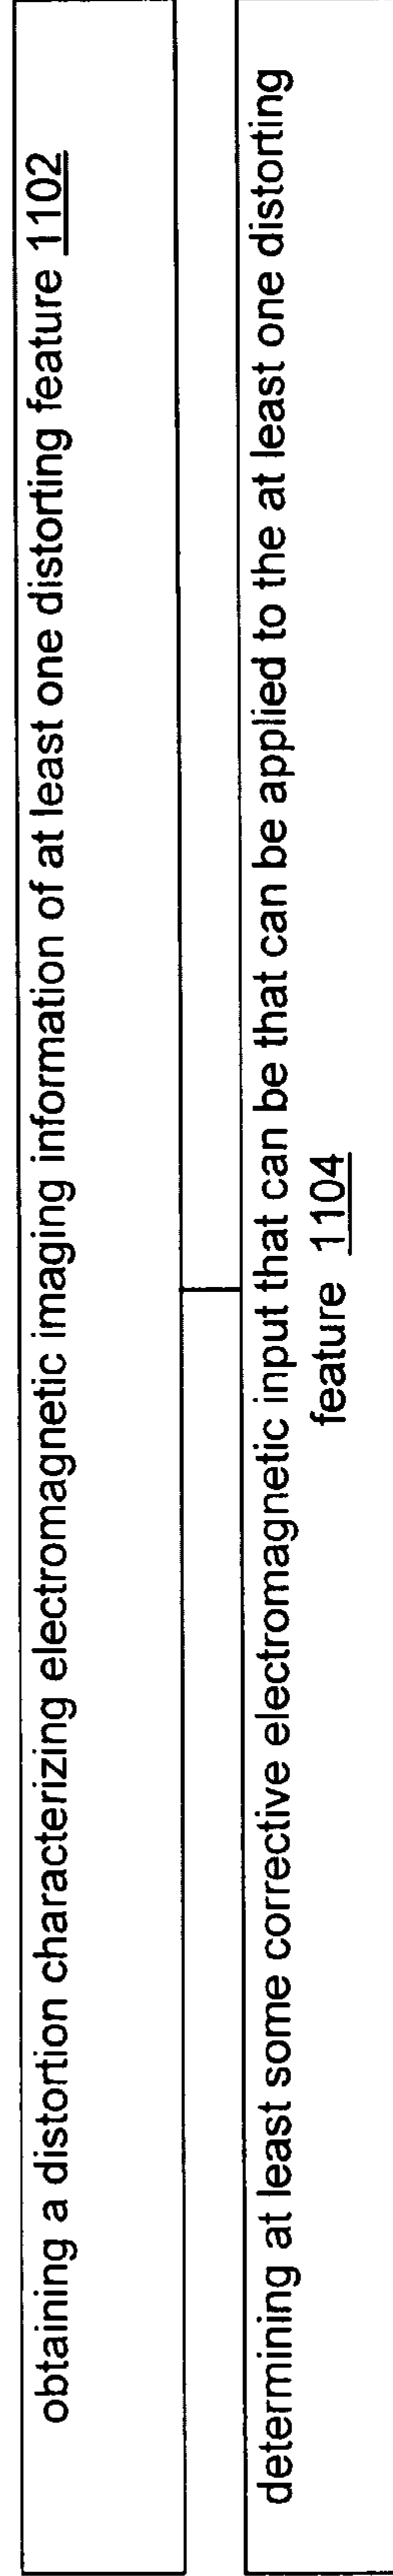 obtaining a distortion characterizing electromagnetic imaging information of at least one distorting feature 1102
determining at least some corrective electromagnetic input that can be that can be applied to the at least one distorting
feature 1104